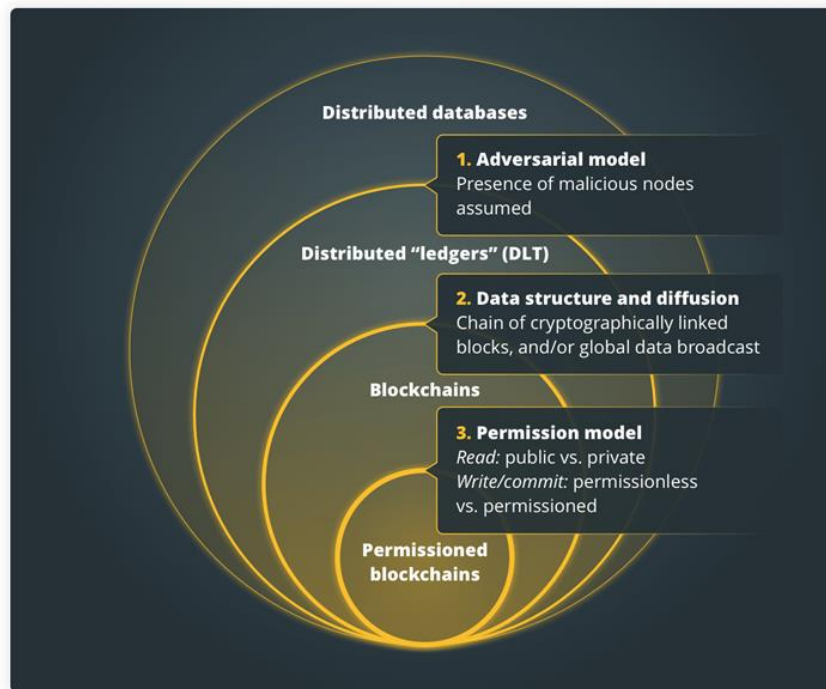 Distributed databases
1. Adversarial model
Presence of malicious nodes
assumed
Distributed “ledgers” (DLT)
2. Data structure and diffusion
Chain of cryptographically linked
blocks, and/or global data broadcast
Blockchains
3. Permission model
Read: public vs. private
Write/commit: permissionless
vs. permissioned
Permissioned
blockchains